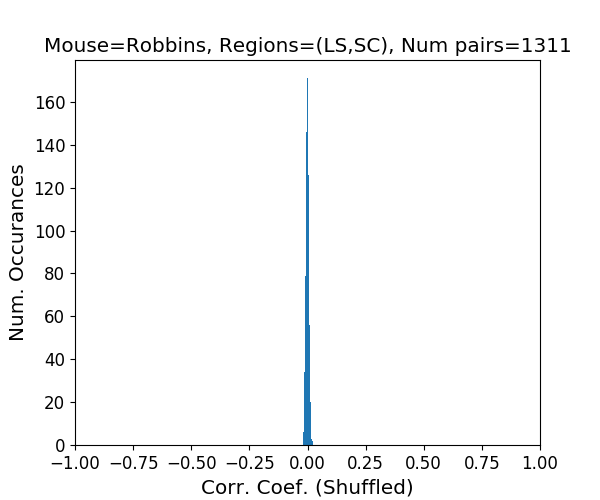 Mouse=Robbins, Regions=(LS,SC), Num pairs=1311
160
140
120
100
80
60
40
20
0
Num. Occurances
−1.00 −0.75 −0.50 −0.25 0.00 0.25 0.50 0.75 1.00
Corr. Coef. (Shuffled)